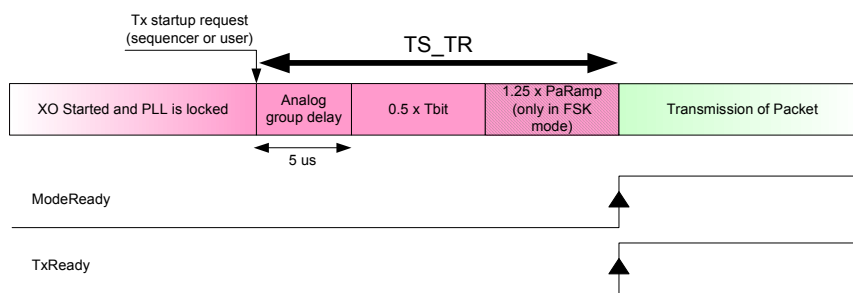 Tx startup request
(sequencer or user)
TS_TR
XO Started and PLL is locked
Analog
group delay
0.5 x Tbit
1.25 x PaRamp
(only in FSK
mode)
Transmission of Packet
5 us
ModeReady
TxReady